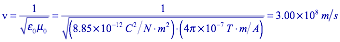 v = 1/√(ε₀μ₀) = 1/√((8.85×10⁻¹² C²/N·m²)·(4π×10⁻⁷ T·m/A)) = 3.00×10⁸ m/s